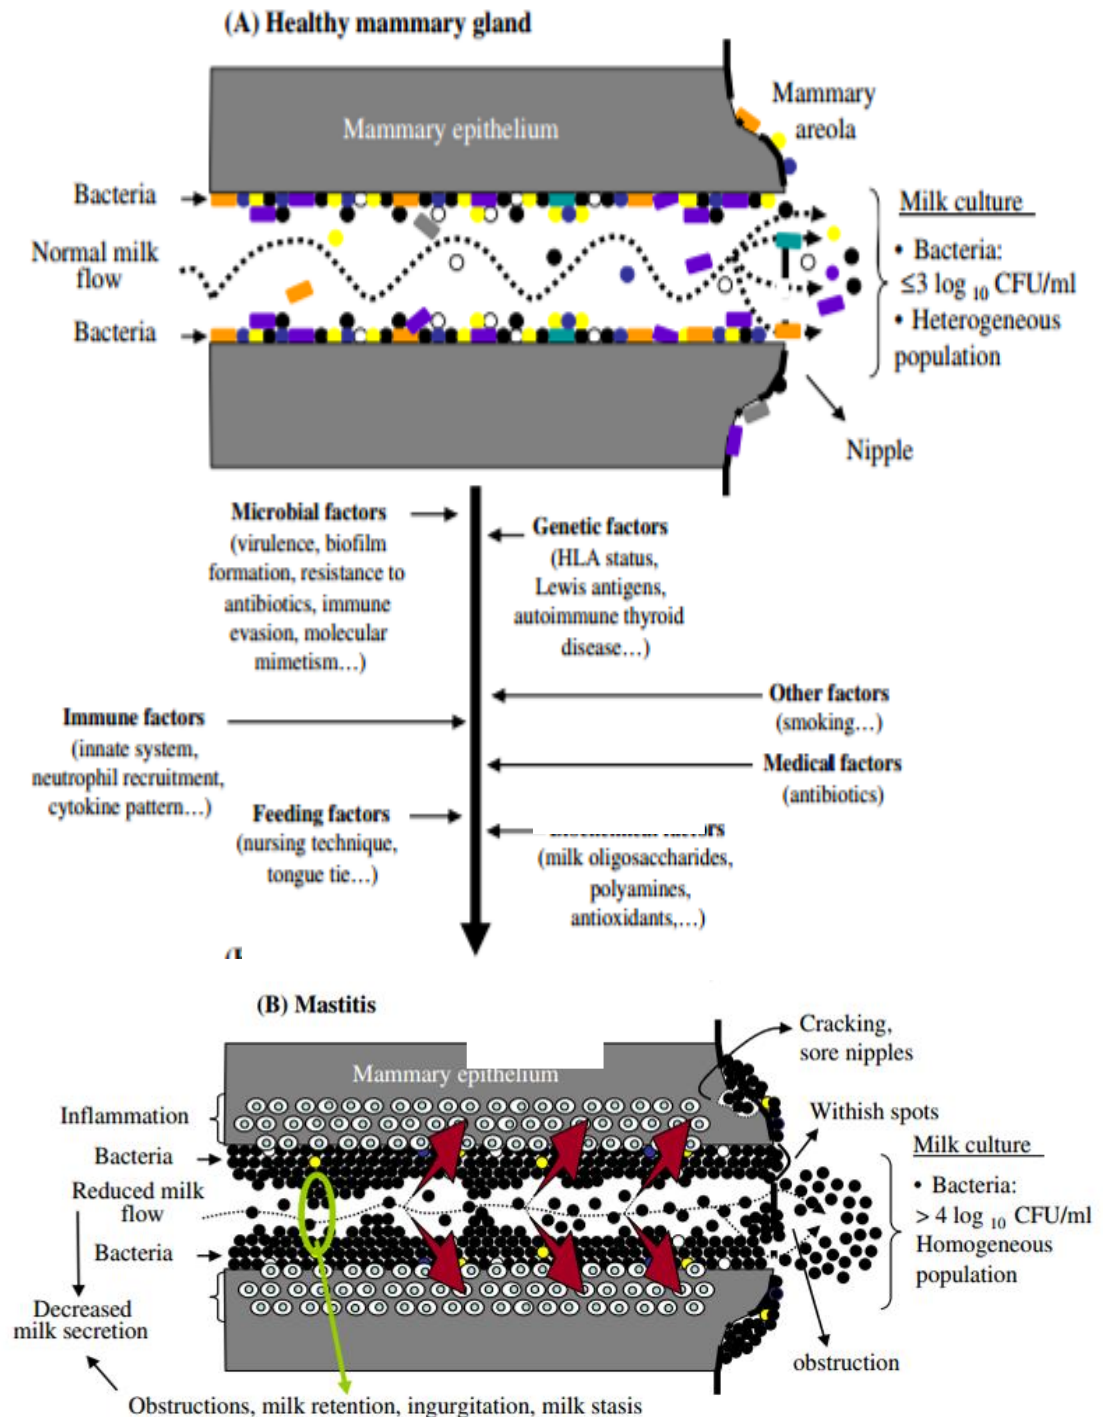 (A) Healthy mammary gland
Mammary epithelium
Mammary
areola
Bacteria
Normal milk
flow
Bacteria
Milk culture
• Bacteria:
≤3 log 10 CFU/ml
• Heterogeneous
population
Nipple
Microbial factors
(virulence, biofilm
formation, resistance to
antibiotics, immune
evasion, molecular
mimetism…)
Genetic factors
(HLA status,
Lewis antigens,
autoimmune thyroid
disease…)
Other factors
(smoking…)
Immune factors
(innate system,
neutrophil recruitment,
cytokine pattern…)
Medical factors
(antibiotics)
Feeding factors
(nursing technique,
tongue tie…)
(milk oligosaccharides,
polyamines,
antioxidants,…)
(B) Mastitis
Mammary epithelium
Cracking,
sore nipples
Inflammation
Bacteria
Reduced milk
flow
Bacteria
Withish spots
Milk culture
• Bacteria:
> 4 log 10 CFU/ml
Homogeneous
population
Decreased
milk secretion
obstruction
Obstructions, milk retention, ingurgitation, milk stasis